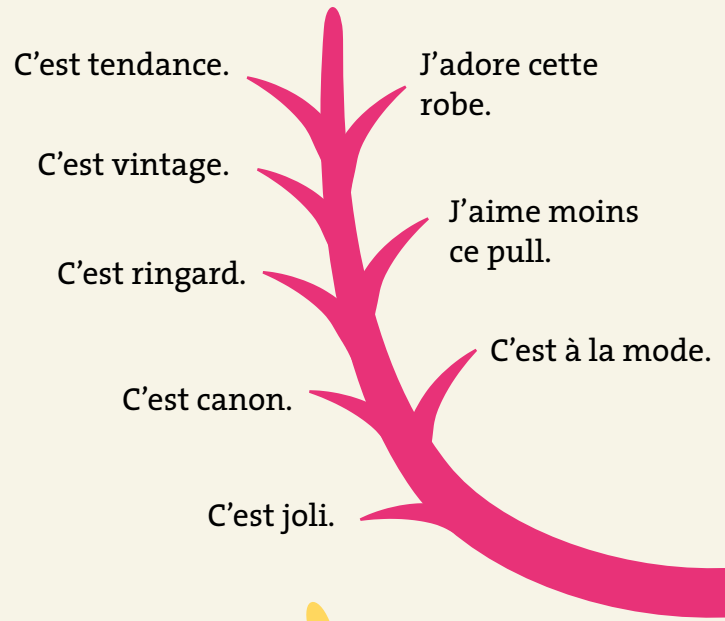 C'est tendance.
J'adore cette
robe.
C'est vintage.
J'aime moins
ce pull.
C'est ringard.
C'est à la mode.
C'est canon.
C'est joli.